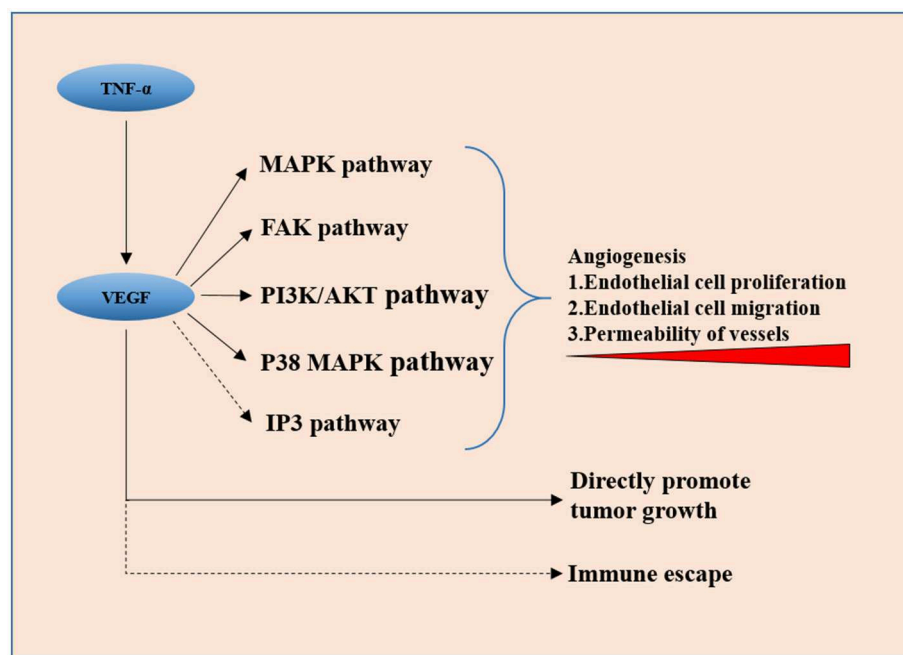 TNF-α
VEGF
MAPK pathway
FAK pathway
PI3K/AKT pathway
P38 MAPK pathway
IP3 pathway
Angiogenesis
1.Endothelial cell proliferation
2.Endothelial cell migration
3.Permeability of vessels
Directly promote
tumor growth
Immune escape